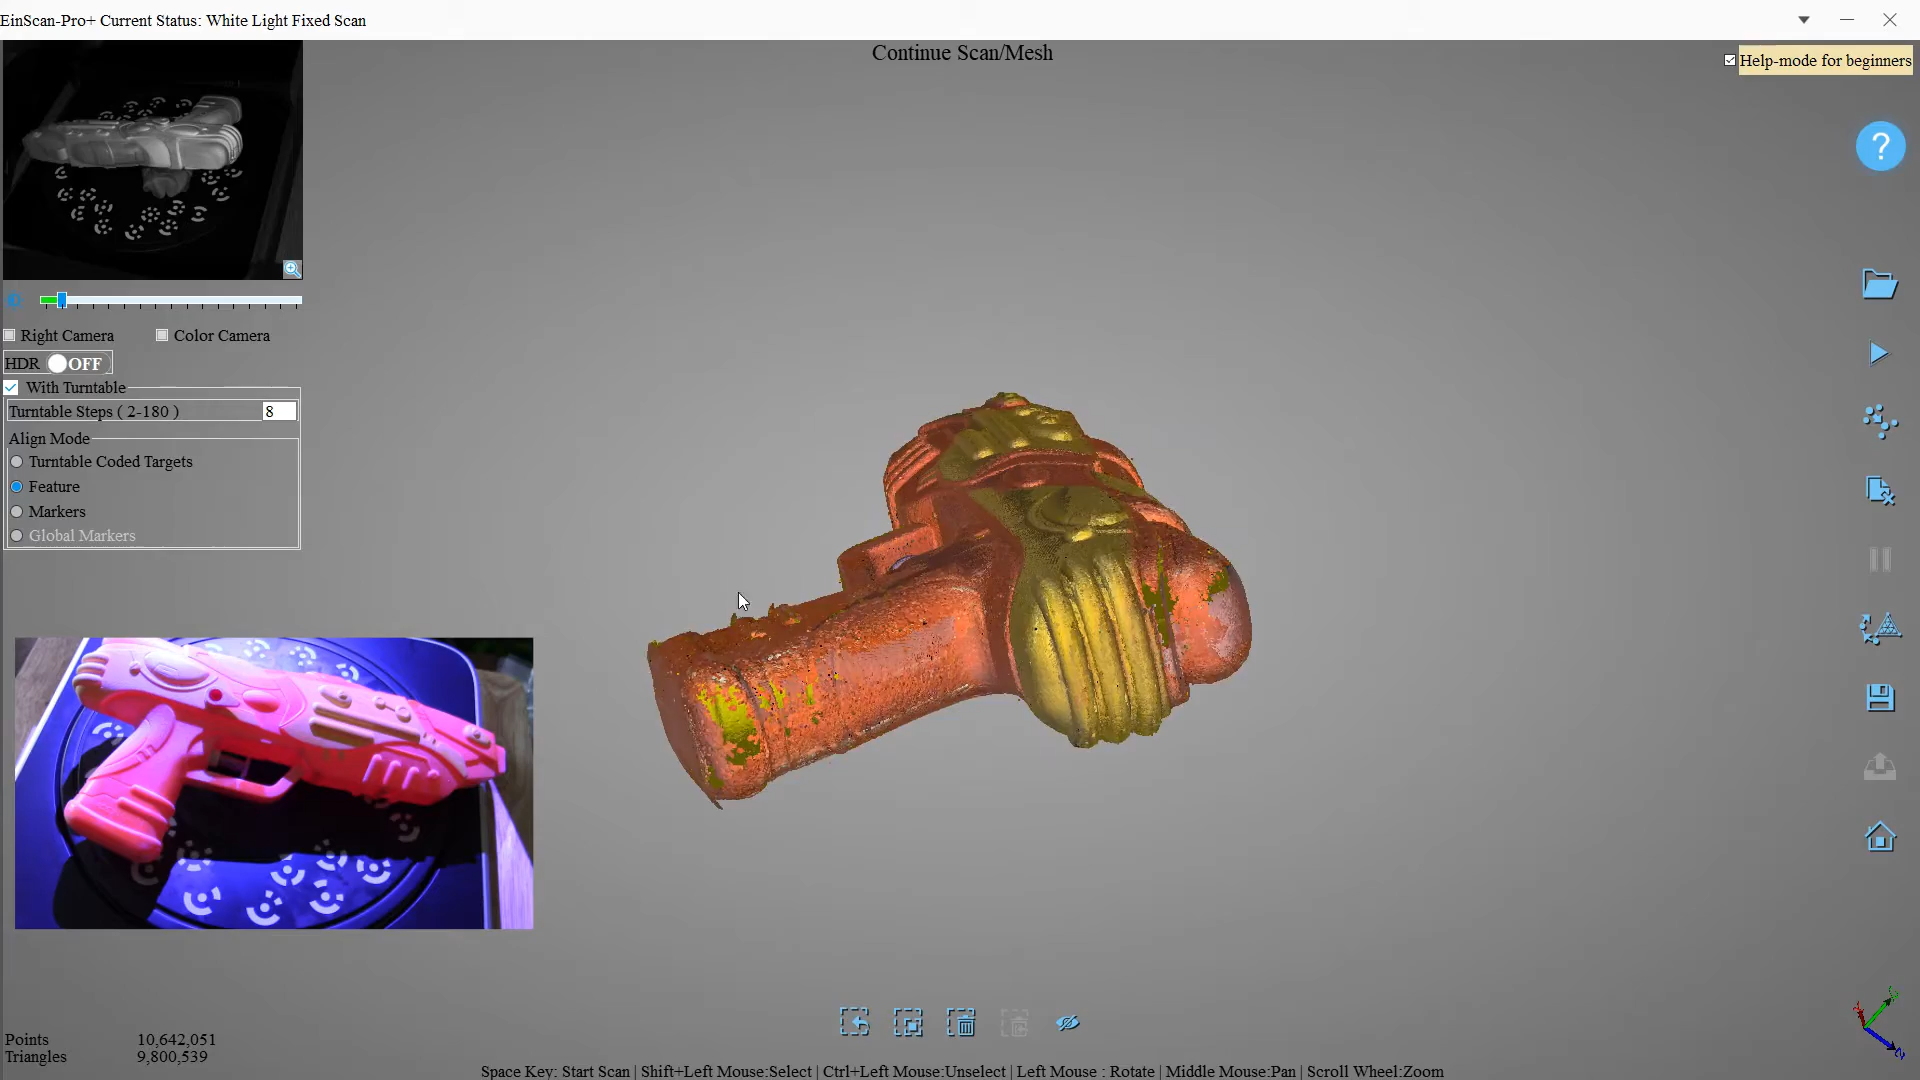 EinScan-Pro+ Current Status: White Light Fixed Scan
Continue Scan/Mesh
Help-mode for beginners
?
Right Camera
Color Camera
HDR OFF
With Turntable
Turntable Steps ( 2-180 ) 8
Align Mode
Turntable Coded Targets
Feature
Markers
Global Markers
Points 10,642,051
Triangles 9,800,539
Space Key: Start Scan | Shift+Left Mouse:Select | Ctrl+Left Mouse:Unselect | Left Mouse : Rotate | Middle Mouse:Pan | Scroll Wheel:Zoom